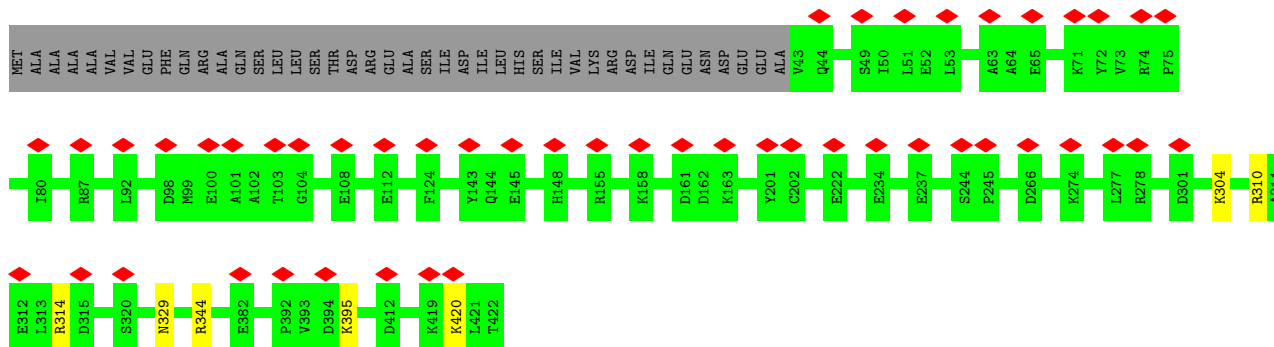 MET ALA ALA ALA ALA VAL VAL GLU PHE GLN ARG ALA GLN SER LEU LEU SER THR ASP ARG GLU ALA SER ILE ASP ILE LEU HIS SER ILE VAL LYS ARG ASP ILE GLN GLU ASN ASP GLU GLU ALA V43 Q44 S49 I50 L51 E52 L53 A63 A64 E65 K71 Y72 V73 R74 P75
I80 R87 L92 D98 M99 E100 A101 A102 T103 G104 E108 E112 F124 Y143 Q144 E145 H148 R155 K158 D161 D162 K163 Y201 C202 E222 E234 E237 S244 P245 D266 K274 L277 R278 D301 K304 R310 A311
E312 L313 R314 D315 S320 N329 R344 E382 P392 V393 D394 K395 D412 K419 K420 L421 T422